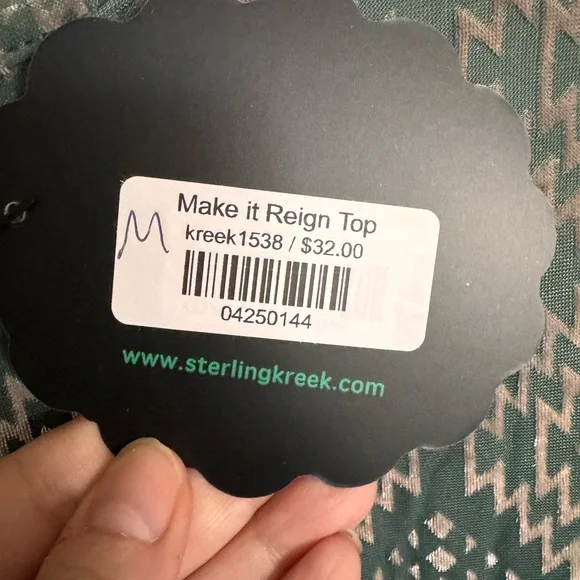 Make it Reign Top
M
kreek1538 / $32.00
04250144
www.sterlingkreek.com